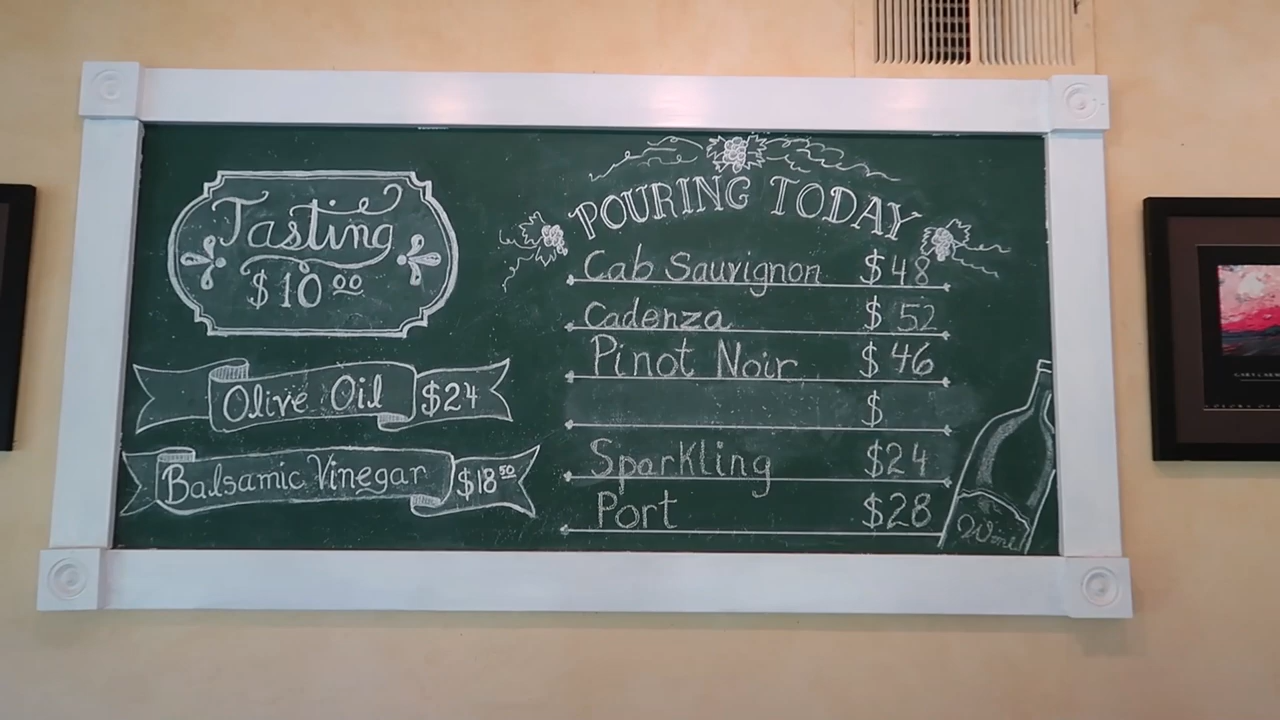 Tasting
$10.00
Olive Oil $24
Balsamic Vinegar $18.50
POURING TODAY
Cab Sauvignon $48
Cadenza $52
Pinot Noir $46
$
Sparkling $24
Port $28
Wine